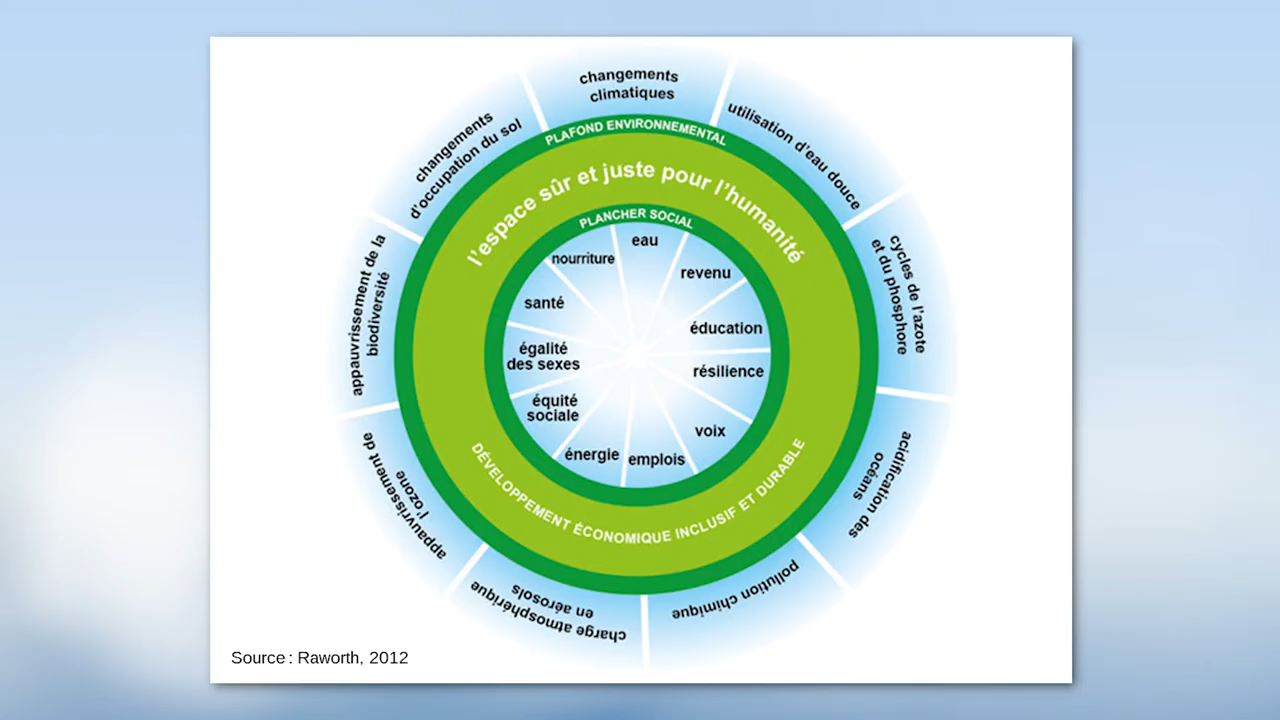 changements
climatiques
utilisation d'eau douce
cycles de l'azote
et du phosphore
acidification des
océans
pollution chimique
charge atmosphérique
en aérosols
appauvrissement de
l'ozone
appauvrissement de la
biodiversité
changements
d'occupation du sol
PLAFOND ENVIRONNEMENTAL
l'espace sûr et juste pour l'humanité
PLANCHER SOCIAL
eau
revenu
éducation
résilience
voix
emplois
énergie
équité
sociale
égalité
des sexes
santé
nourriture
DÉVELOPPEMENT ÉCONOMIQUE INCLUSIF ET DURABLE
Source : Raworth, 2012